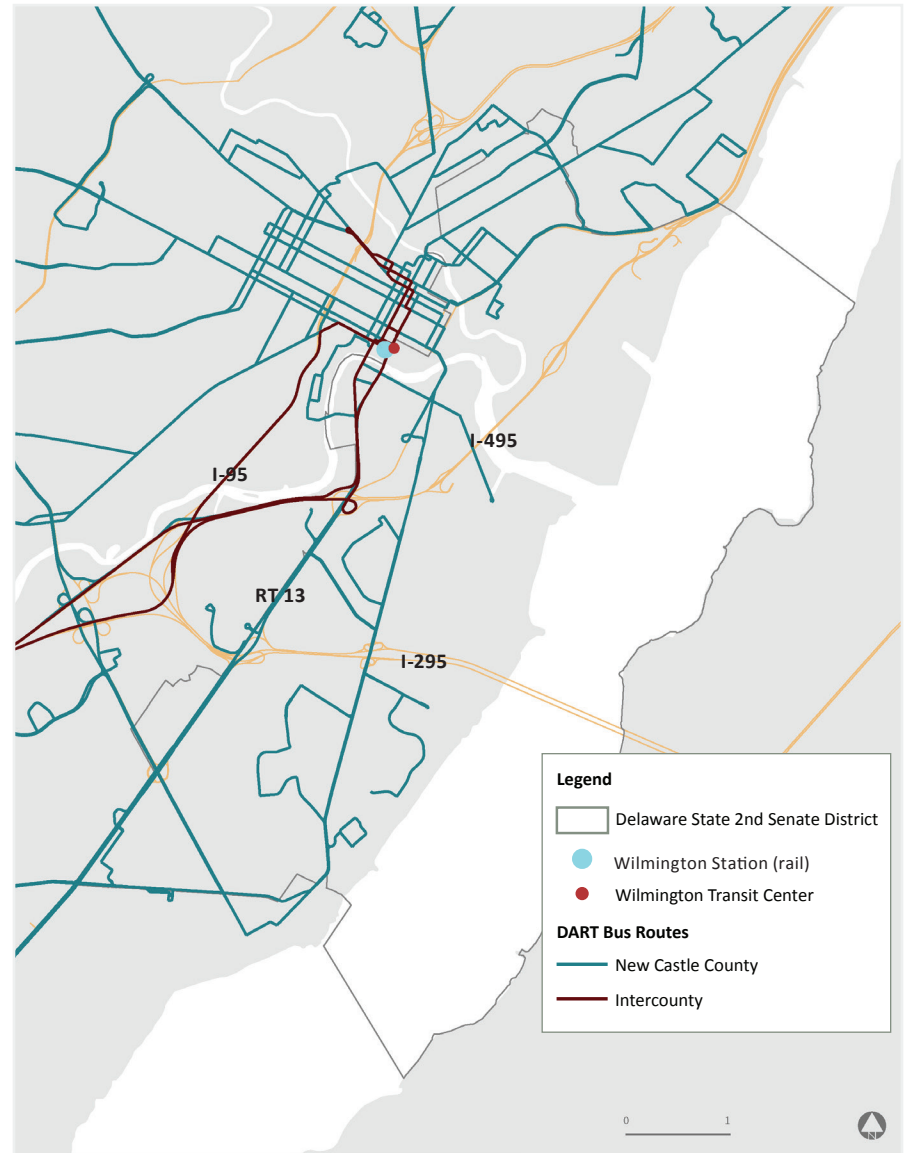 I-495
I-95
RT 13
I-295
Legend
Delaware State 2nd Senate District
Wilmington Station (rail)
Wilmington Transit Center
DART Bus Routes
New Castle County
Intercounty
0 1
N